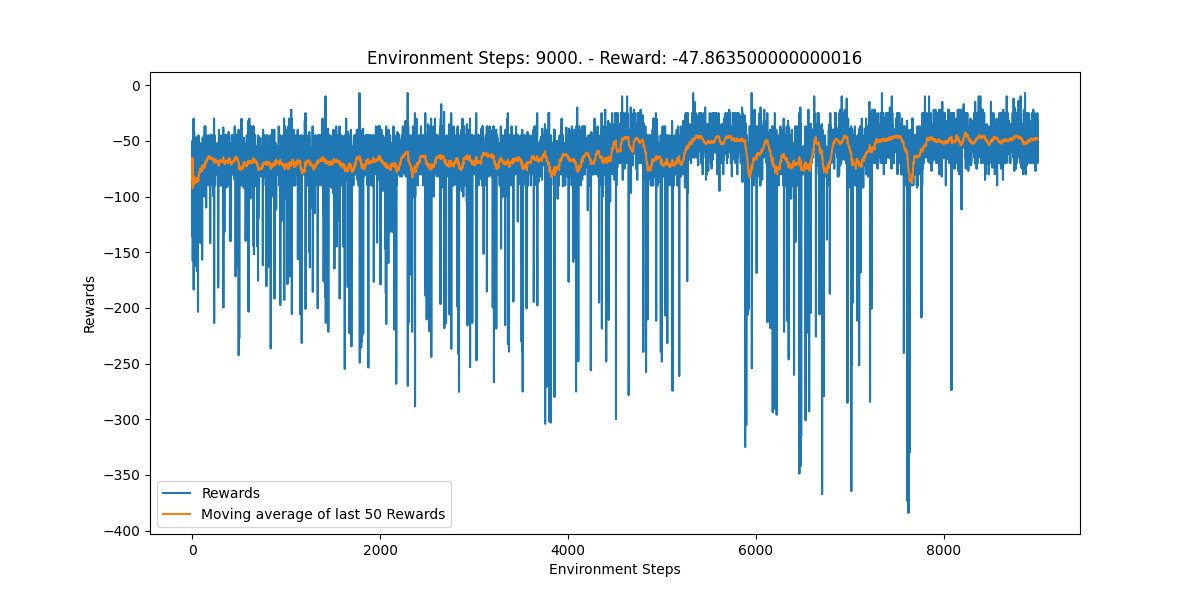 Environment Steps: 9000. - Reward: -47.863500000000016
0
−50
−100
−150
−200
−250
−300
−350
−400
Rewards
Rewards
Moving average of last 50 Rewards
0 2000 4000 6000 8000
Environment Steps